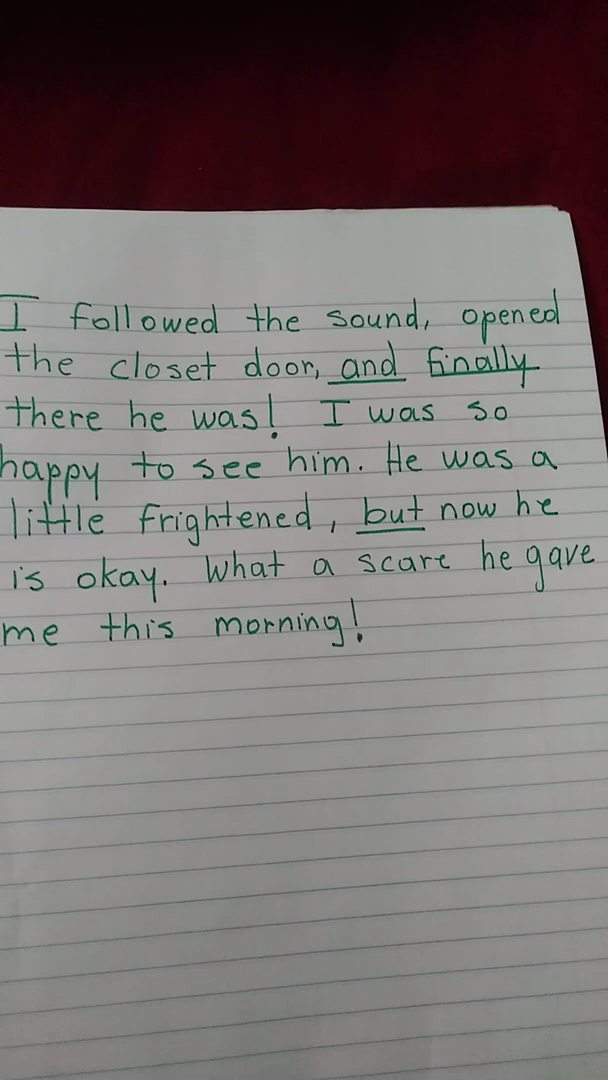 I followed the sound, opened
the closet door, and finally
there he was! I was so
happy to see him. He was a
little frightened, but now he
is okay. What a scare he gave
me this morning!